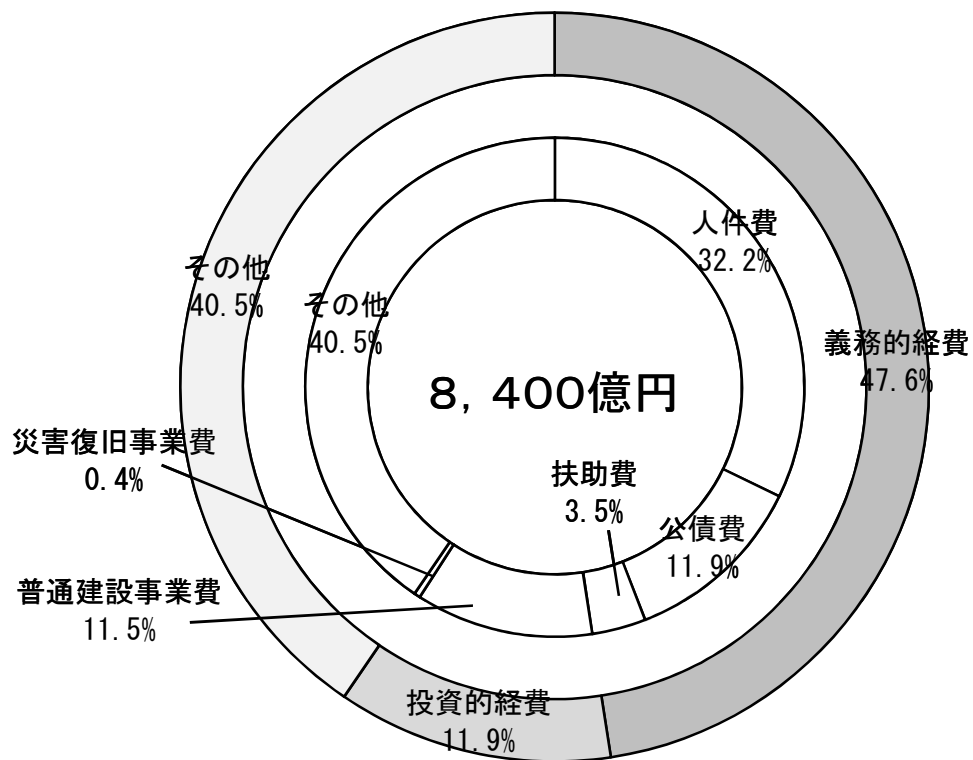 人件費
32.2%
その他
40.5%
その他
40.5%
義務的経費
47.6%
8,400億円
災害復旧事業費
0.4%
扶助費
3.5%
公債費
11.9%
普通建設事業費
11.5%
投資的経費
11.9%